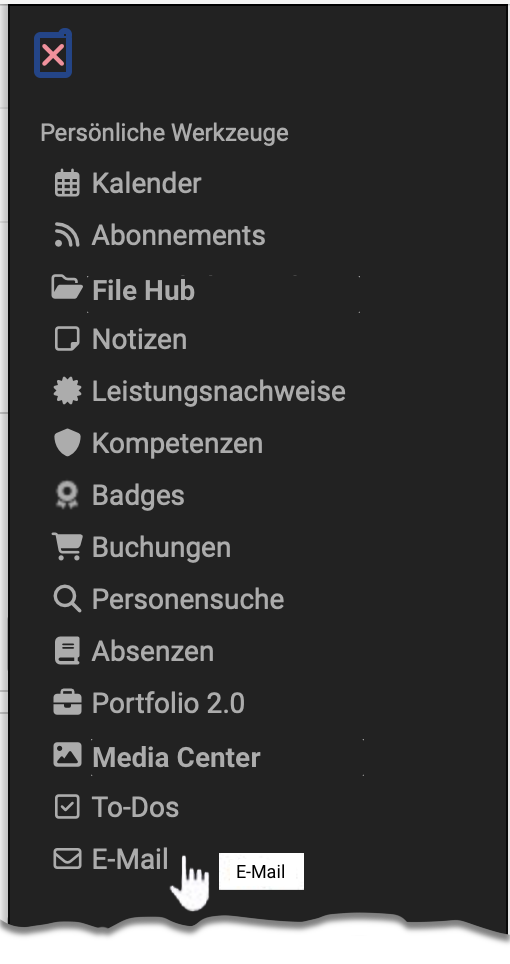 Persönliche Werkzeuge
Kalender
Abonnements
File Hub
Notizen
Leistungsnachweise
Kompetenzen
Badges
Buchungen
Personensuche
Absenzen
Portfolio 2.0
Media Center
To-Dos
E-Mail
E-Mail